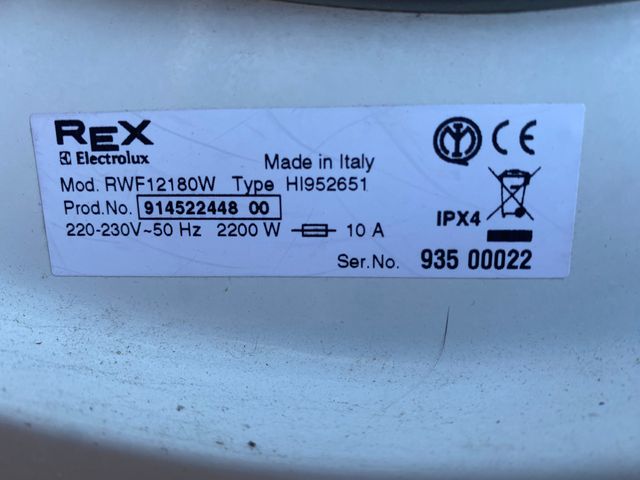 REX
Electrolux
Made in Italy
Mod. RWF12180W Type HI952651
Prod.No. 914522448 00
220-230V~50 Hz 2200 W 10 A
IPX4
Ser.No. 935 00022
CE